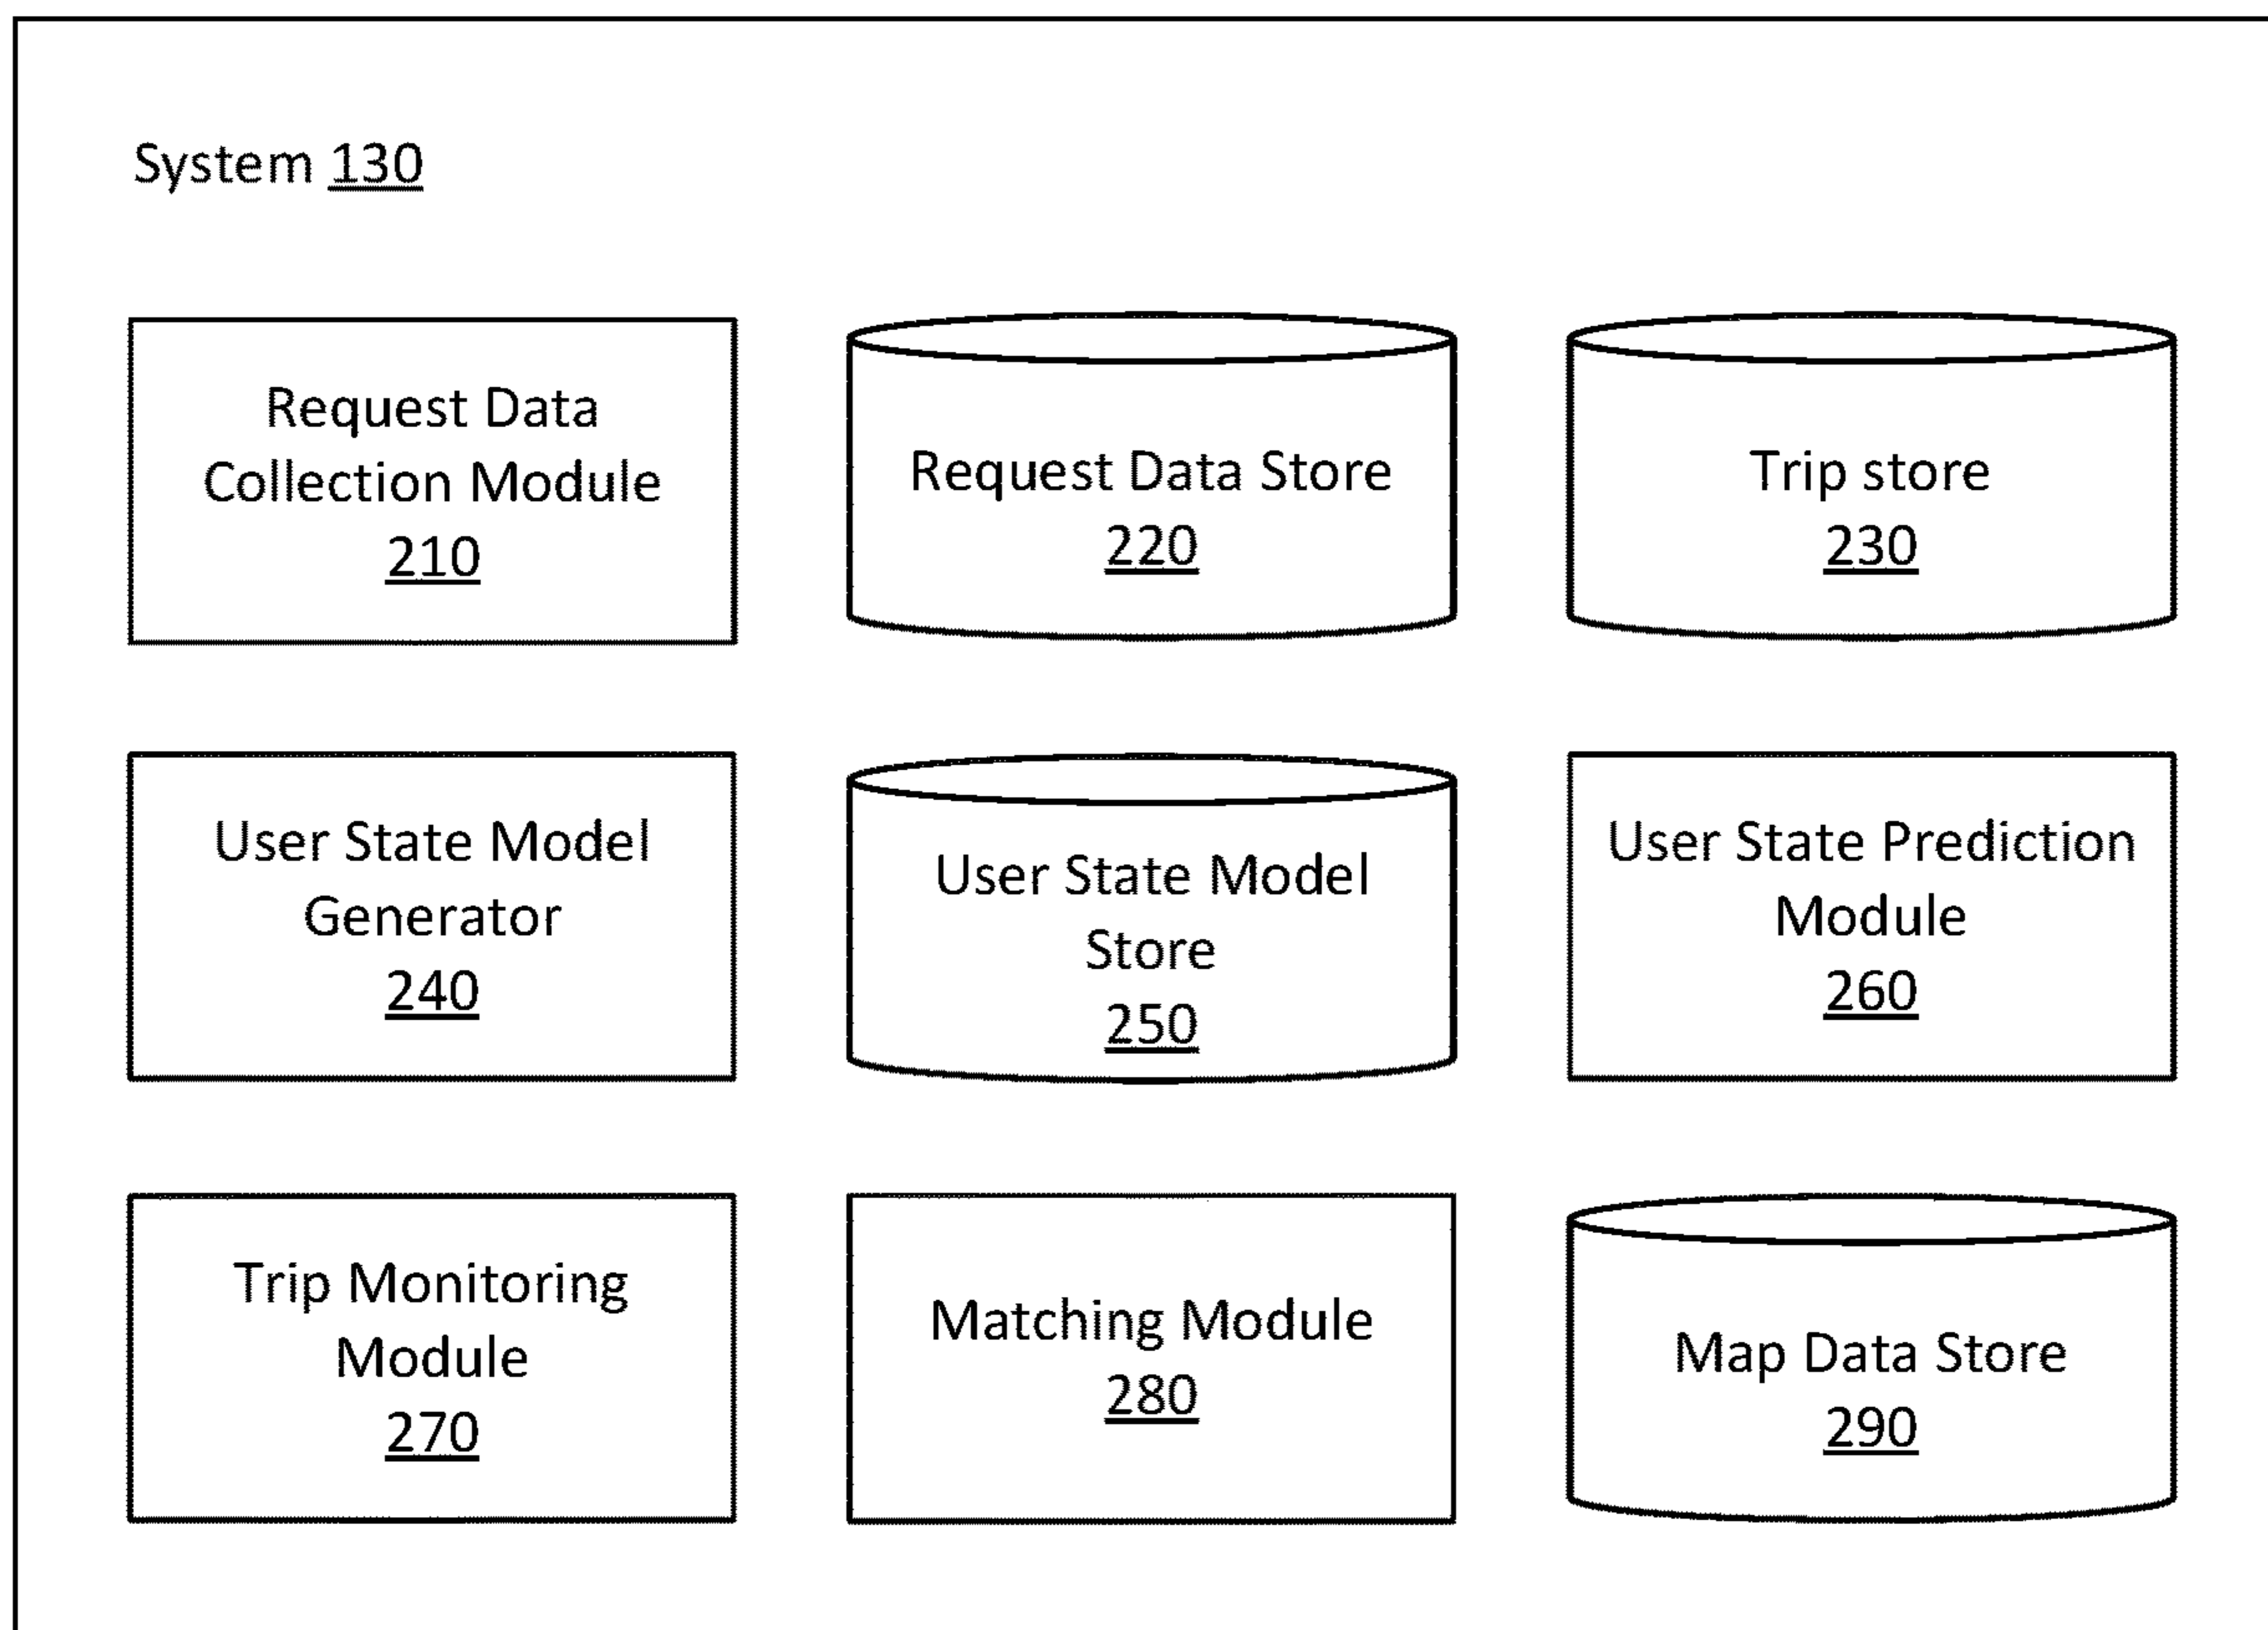 System 130
Request Data
Collection Module
210
Request Data Store
220
Trip store
230
User State Model
Generator
240
User State Model
Store
250
User State Prediction
Module
260
Trip Monitoring
Module
270
Matching Module
280
Map Data Store
290